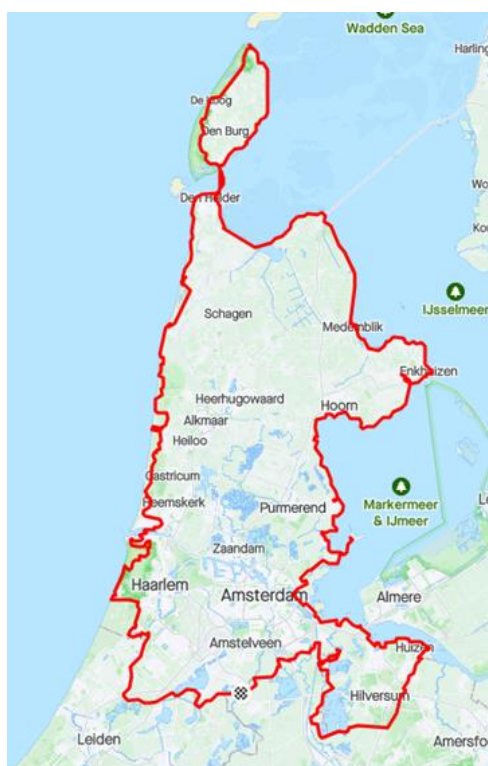 Wadden Sea
Harling
De Koog
Den Burg
Den Helder
Schagen
Medemblik
IJsselmeer
Enkhuizen
Heerhugowaard
Hoorn
Alkmaar
Heiloo
Castricum
Heemskerk
Purmerend
Markermeer
& IJmeer
Zaandam
Haarlem
Amsterdam
Almere
Amstelveen
Huizen
Hilversum
Leiden
Amersfo